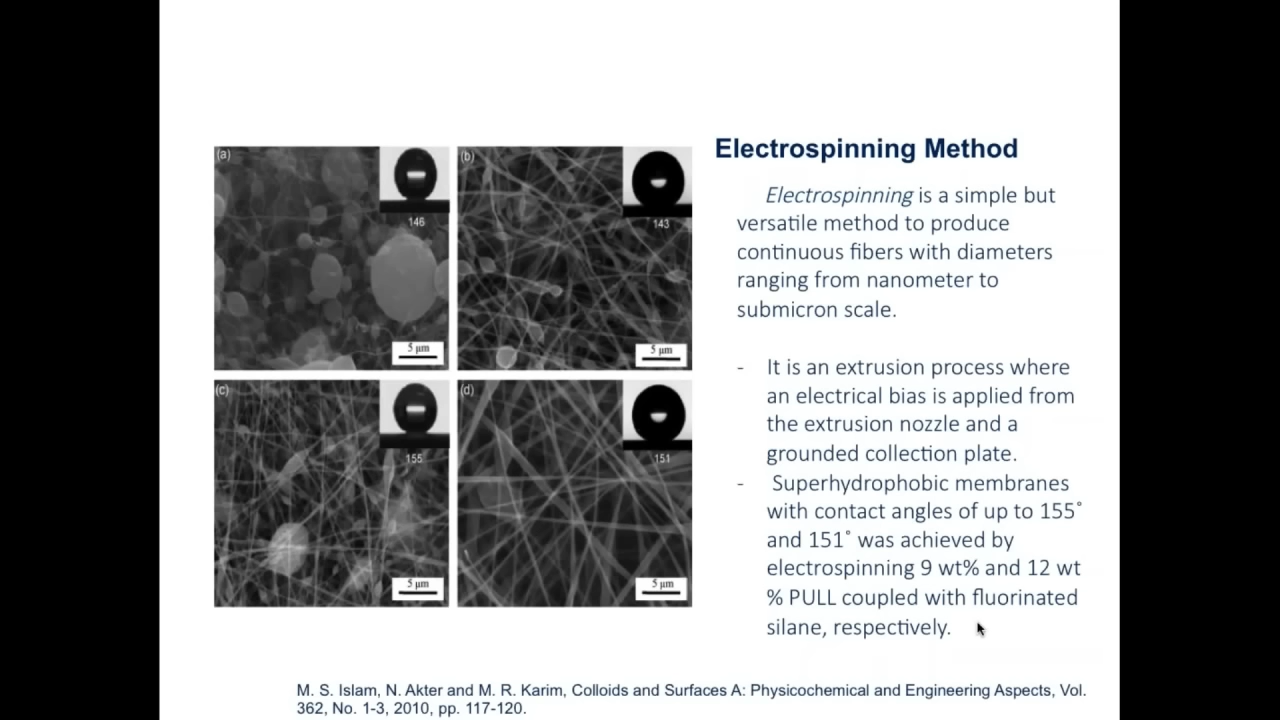 (a)
146
5 μm
(b)
143
5 μm
(c)
155
5 μm
(d)
151
5 μm
Electrospinning Method
Electrospinning is a simple but
versatile method to produce
continuous fibers with diameters
ranging from nanometer to
submicron scale.
- It is an extrusion process where
an electrical bias is applied from
the extrusion nozzle and a
grounded collection plate.
- Superhydrophobic membranes
with contact angles of up to 155˚
and 151˚ was achieved by
electrospinning 9 wt% and 12 wt
% PULL coupled with fluorinated
silane, respectively.
M. S. Islam, N. Akter and M. R. Karim, Colloids and Surfaces A: Physicochemical and Engineering Aspects, Vol.
362, No. 1-3, 2010, pp. 117-120.